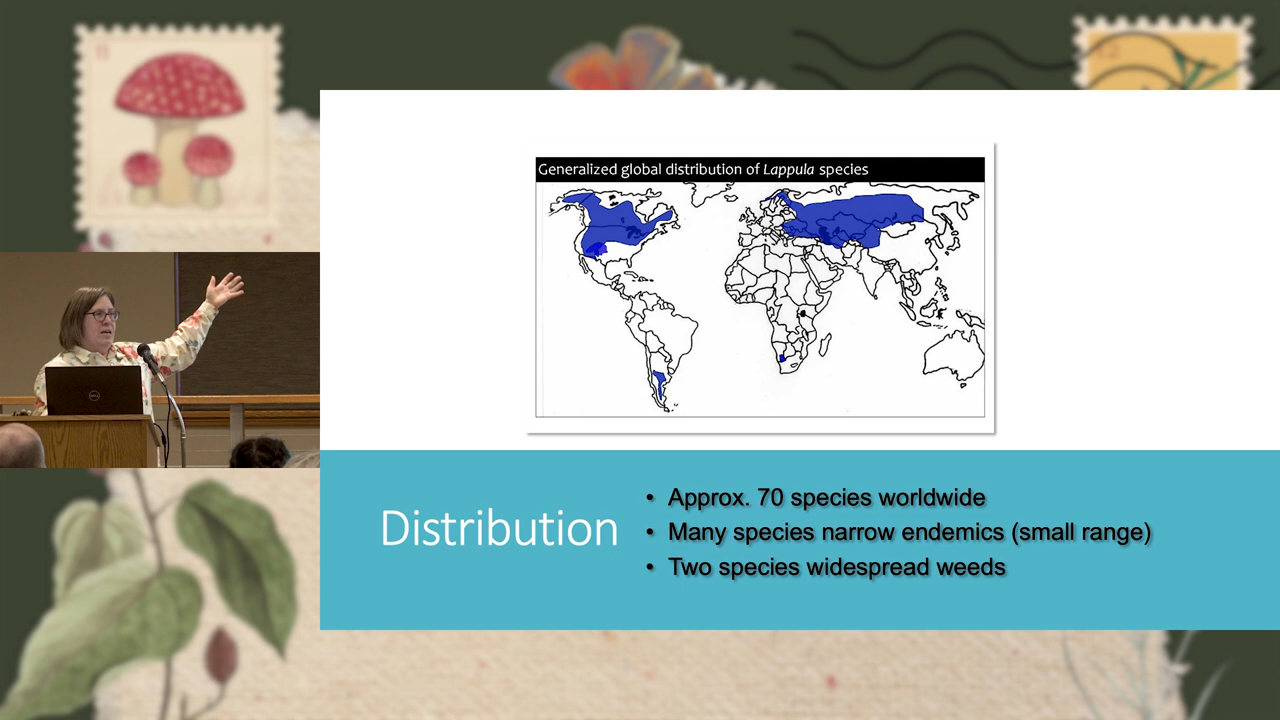 Generalized global distribution of Lappula species
Distribution
• Approx. 70 species worldwide
• Many species narrow endemics (small range)
• Two species widespread weeds